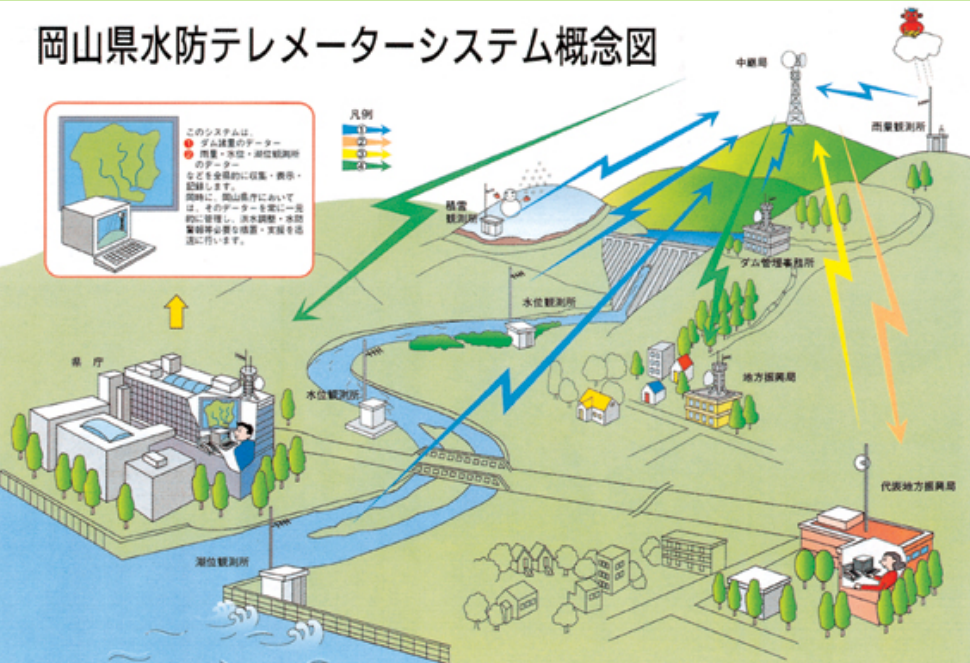 岡山県水防テレメーターシステム概念図
このシステムは、
① ダム諸量のデーター
② 雨量・水位・潮位観測所
のデーター
などを全県的に収集・表示・
記録します。
同時に、岡山県庁において
は、そのデーターを常に一元
的に管理し、洪水調整・水防
警報等必要な措置・支援を迅
速に行います。
凡例
①
②
③
④
中継局
雨量観測所
積雪
観測所
ダム管理事務所
水位観測所
県庁
水位観測所
地方振興局
代表地方振興局
潮位観測所